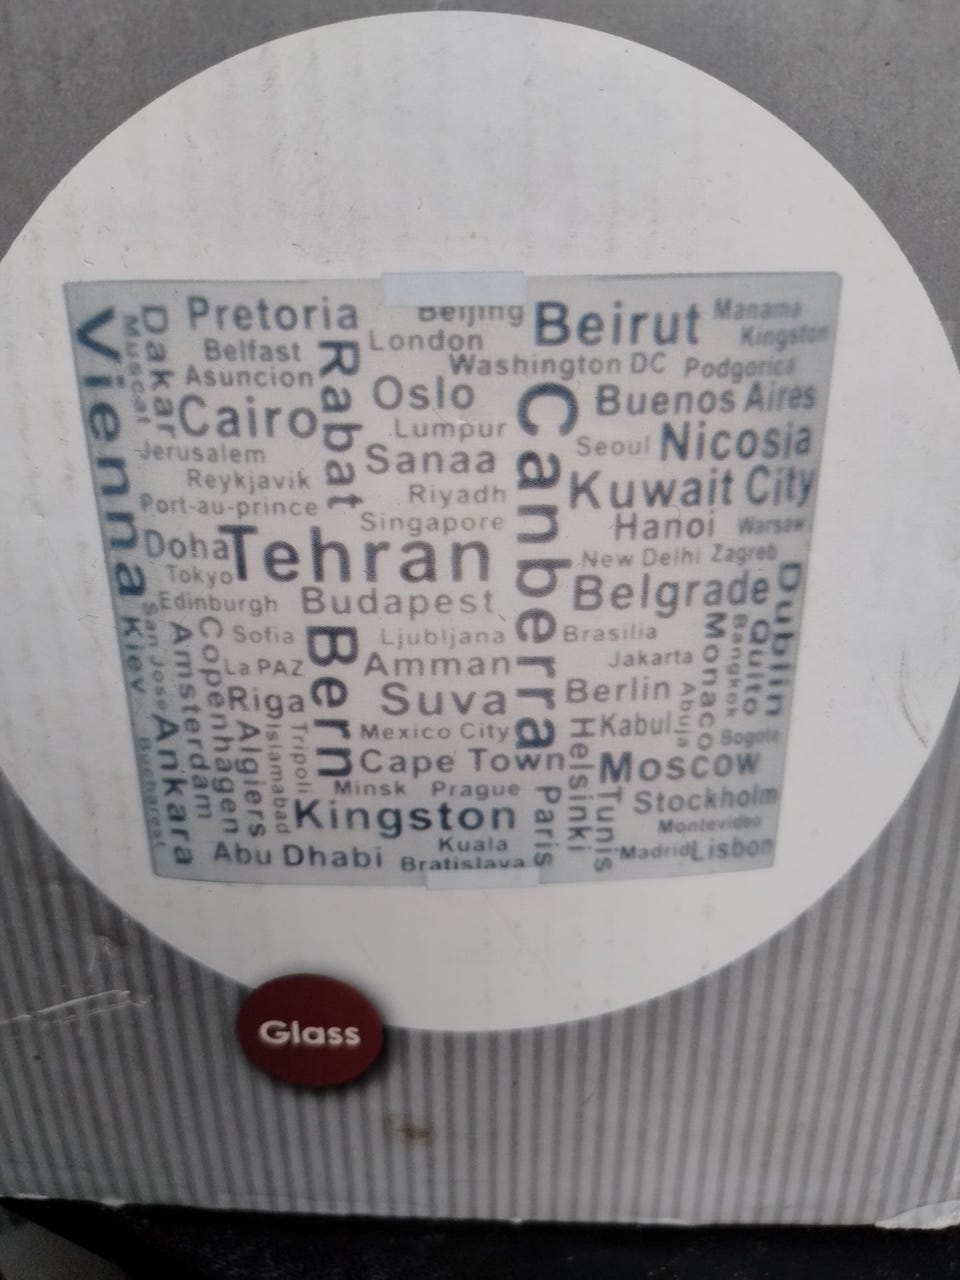 Vienna
Kiev
Muscat
Dakar
Pretoria
Beijing
Beirut
Manama
Kingston
Belfast
London
Washington DC
Podgorica
Asuncion
Rabat
Oslo
Canberra
Buenos Aires
Cairo
Lumpur
Seoul
Nicosia
Jerusalem
Sanaa
Reykjavik
Riyadh
Kuwait City
Port-au-prince
Singapore
Hanoi
Warsaw
Doha
Tehran
New Delhi
Zagreb
Tokyo
Belgrade
Dublin
Edinburgh
Budapest
San Jose
Amsterdam
Copenhagen
Sofia
Bern
Ljubljana
Brasilia
Monaco
Bangkok
Quito
La PAZ
Amman
Jakarta
Riga
Suva
Berlin
Abuja
Ankara
Algiers
Islamabad
Tripoli
Mexico City
Helsinki
Kabul
Bogota
Bucharest
Cape Town
Moscow
Minsk
Prague
Paris
Tunis
Stockholm
Kingston
Montevideo
Abu Dhabi
Kuala
Madrid
Lisbon
Bratislava
Glass